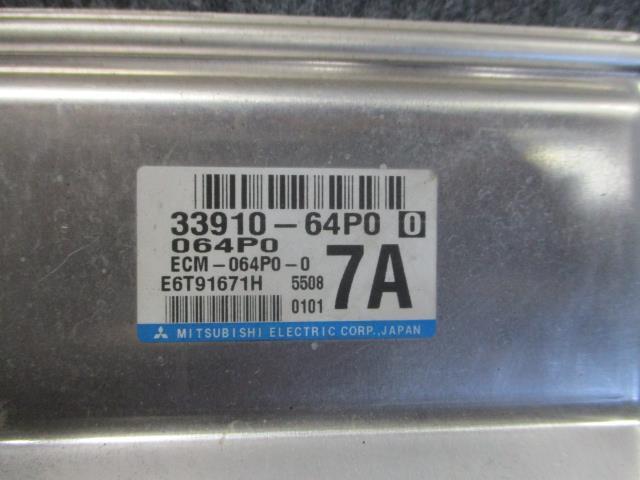 33910-64P0 0
064P0
ECM-064P0-0
E6T91671H 5508 7A
0101
MITSUBISHI ELECTRIC CORP.,JAPAN